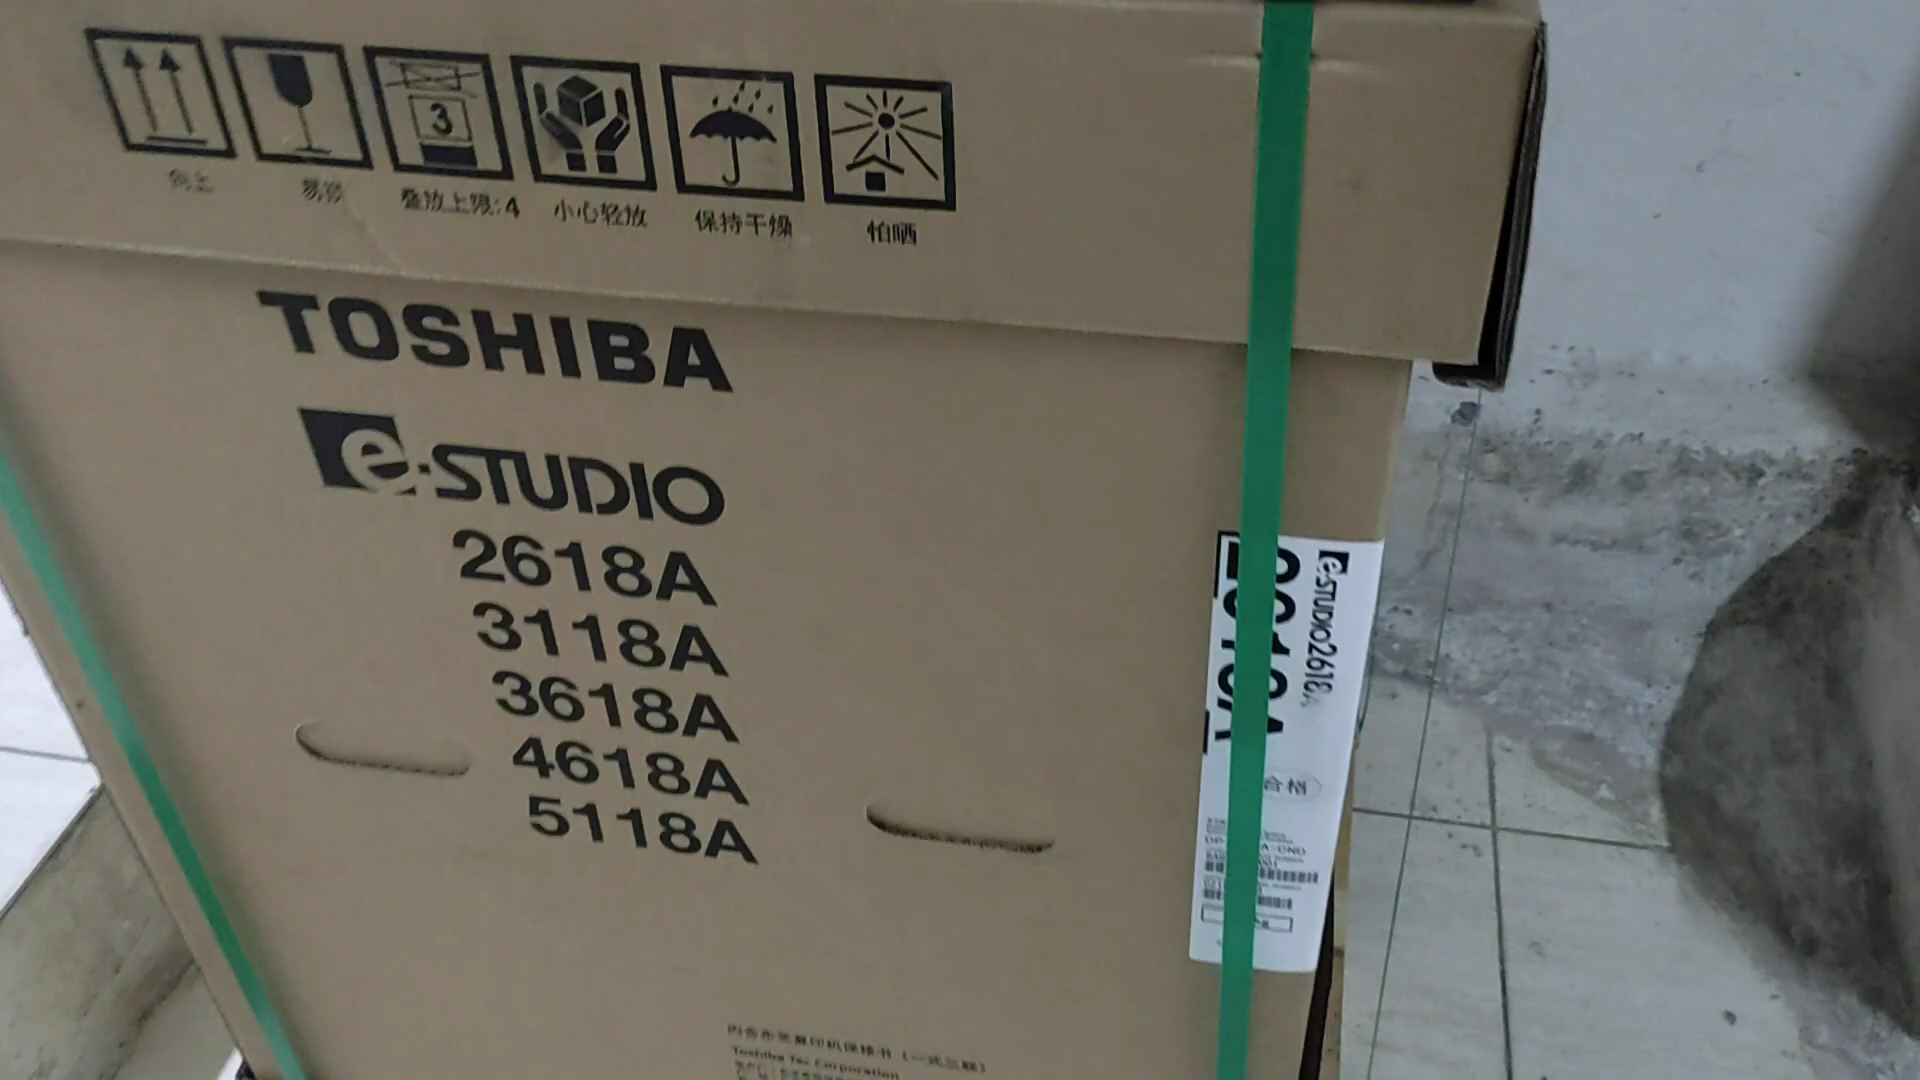 3
向上
易碎
叠放上限:4
小心轻放
保持干燥
怕晒
TOSHIBA
e-STUDIO
2618A
3118A
3618A
4618A
5118A
e-STUDIO2618A
2618A
合格
内含东芝复印机保修书（一式三联）
Toshiba Tec Corporation